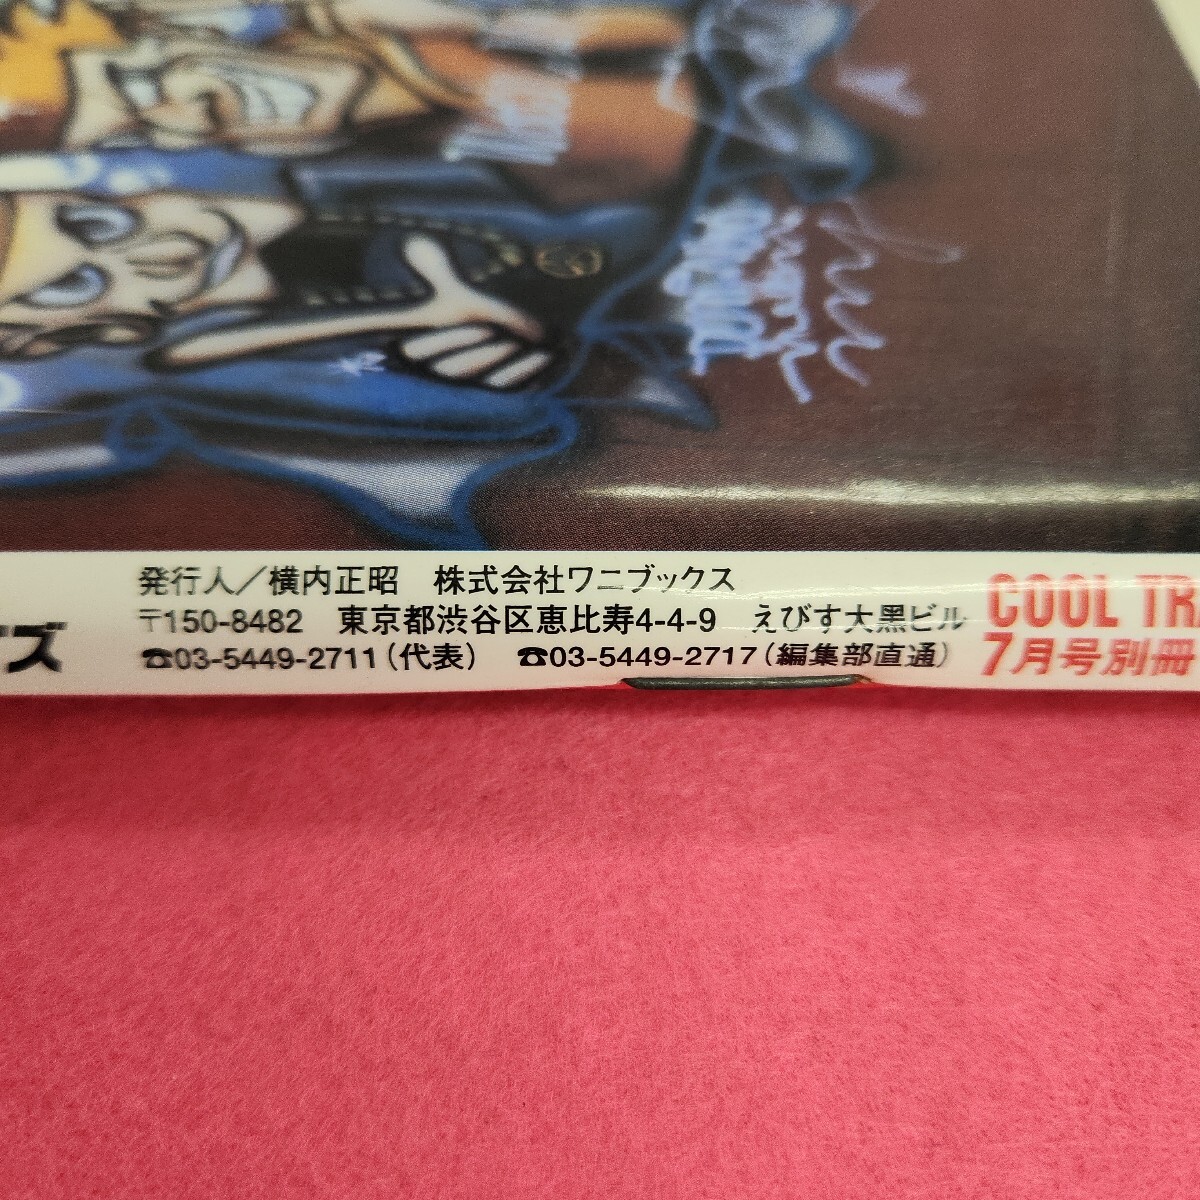 発行人／横内正昭　株式会社ワニブックス
〒150-8482　東京都渋谷区恵比寿4-4-9　えびす大黒ビル
☎03-5449-2711(代表)　☎03-5449-2717(編集部直通)
ズ
COOL TR
7月号別冊